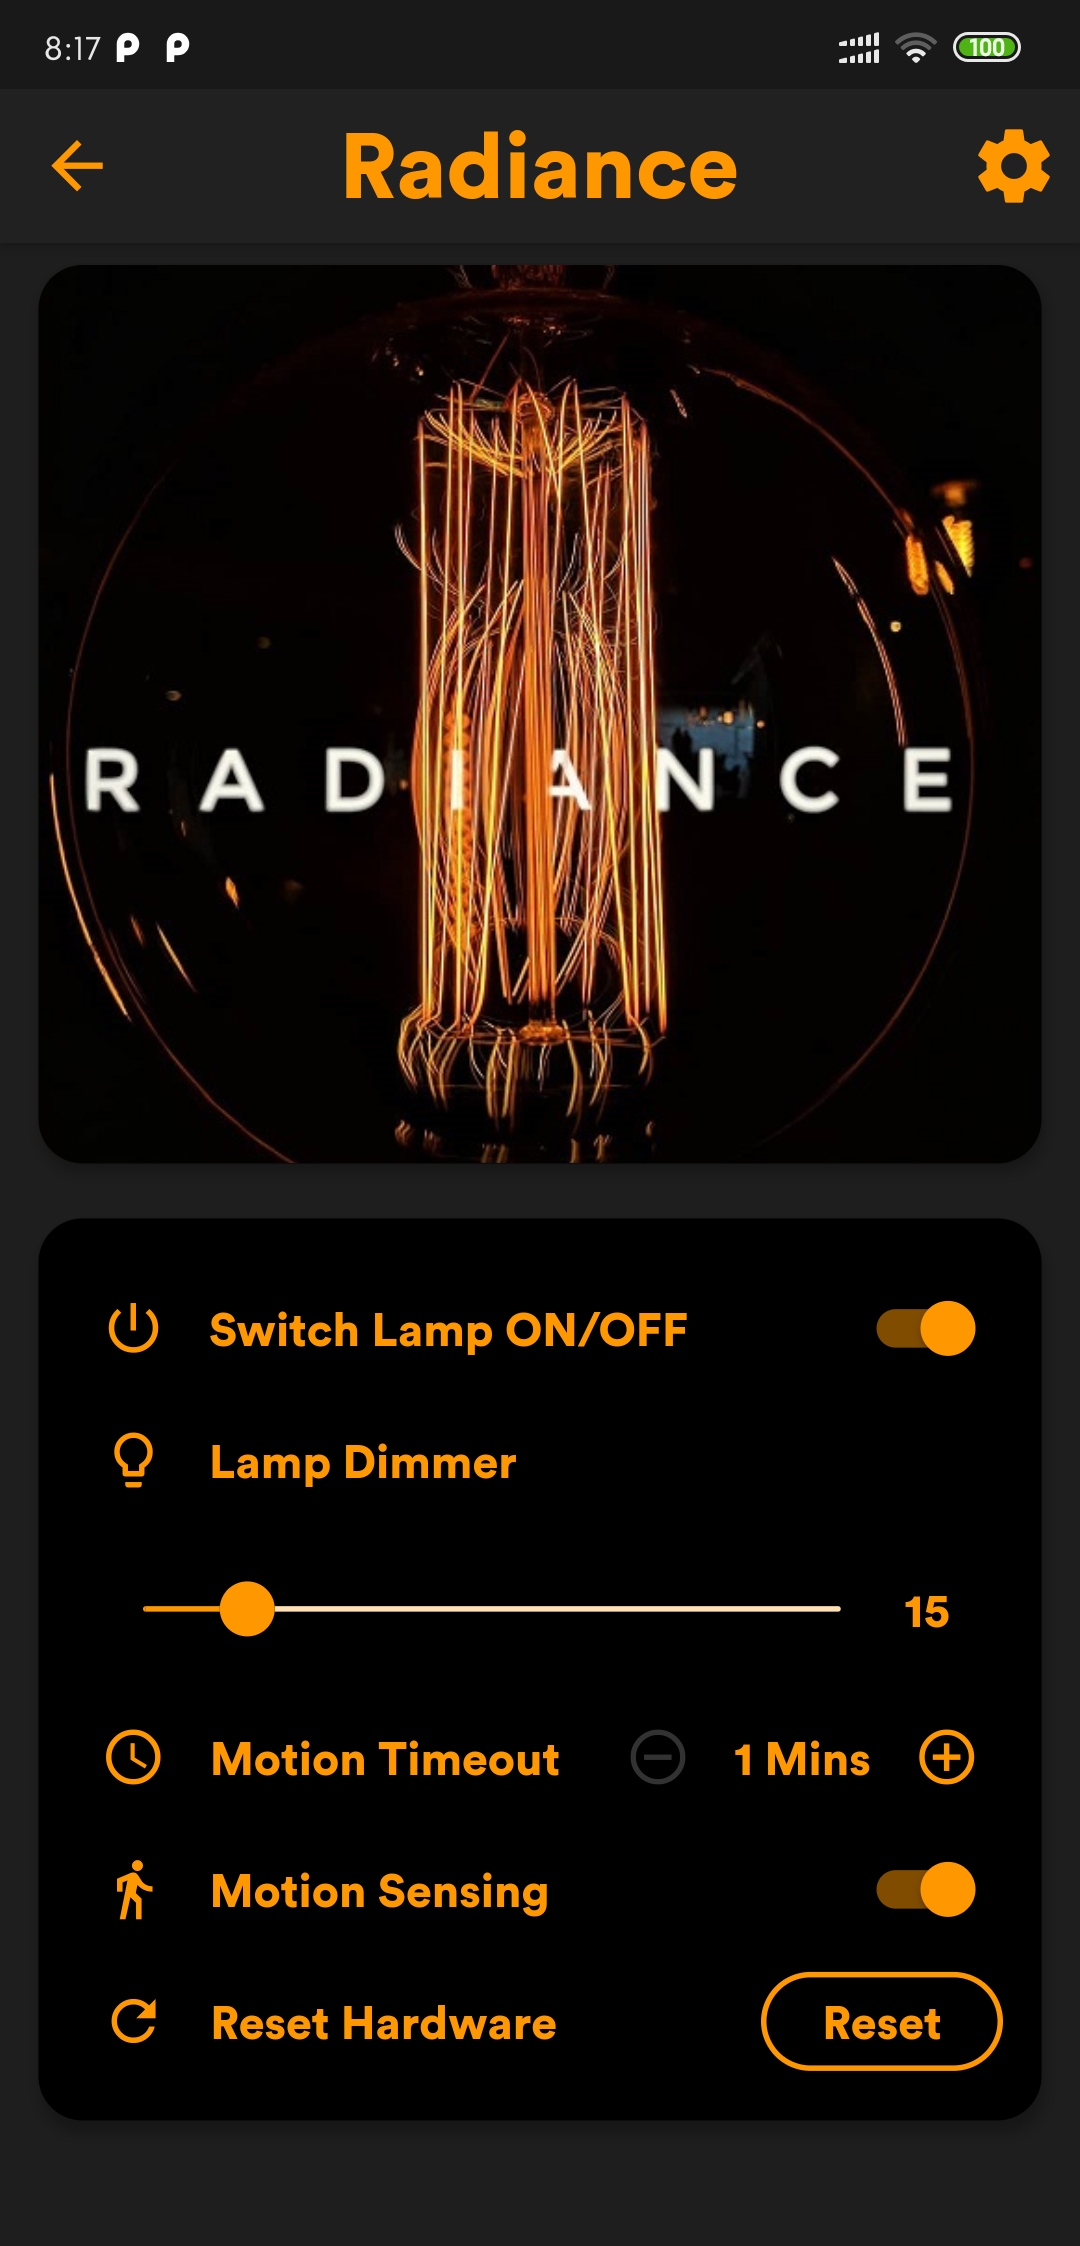 8:17
100
Radiance
RADIANCE
Switch Lamp ON/OFF
Lamp Dimmer
15
Motion Timeout 1 Mins
Motion Sensing
Reset Hardware Reset